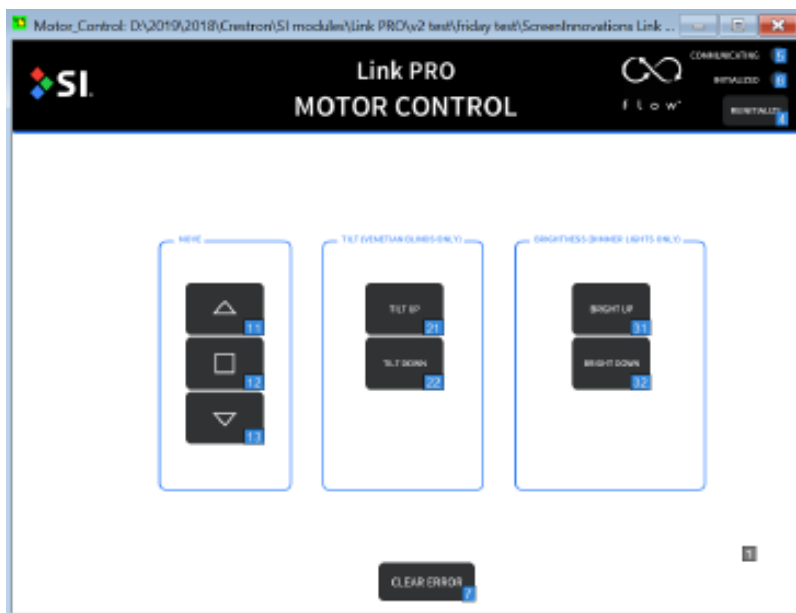 Motor_Control: D:\2019\2018\Crestron\SI modules\Link PRO\v2 test\friday test\ScreenInnovations Link ...
SI.
Link PRO
MOTOR CONTROL
flow
COMMUNICATING 5
INITIALIZED 6
REINITIALIZE 4
MOVE
11
12
13
TILT (VENETIAN BLINDS ONLY)
TILT UP
21
TILT DOWN
22
BRIGHTNESS (DIMMER LIGHTS ONLY)
BRIGHT UP
31
BRIGHT DOWN
32
1
CLEAR ERROR
7